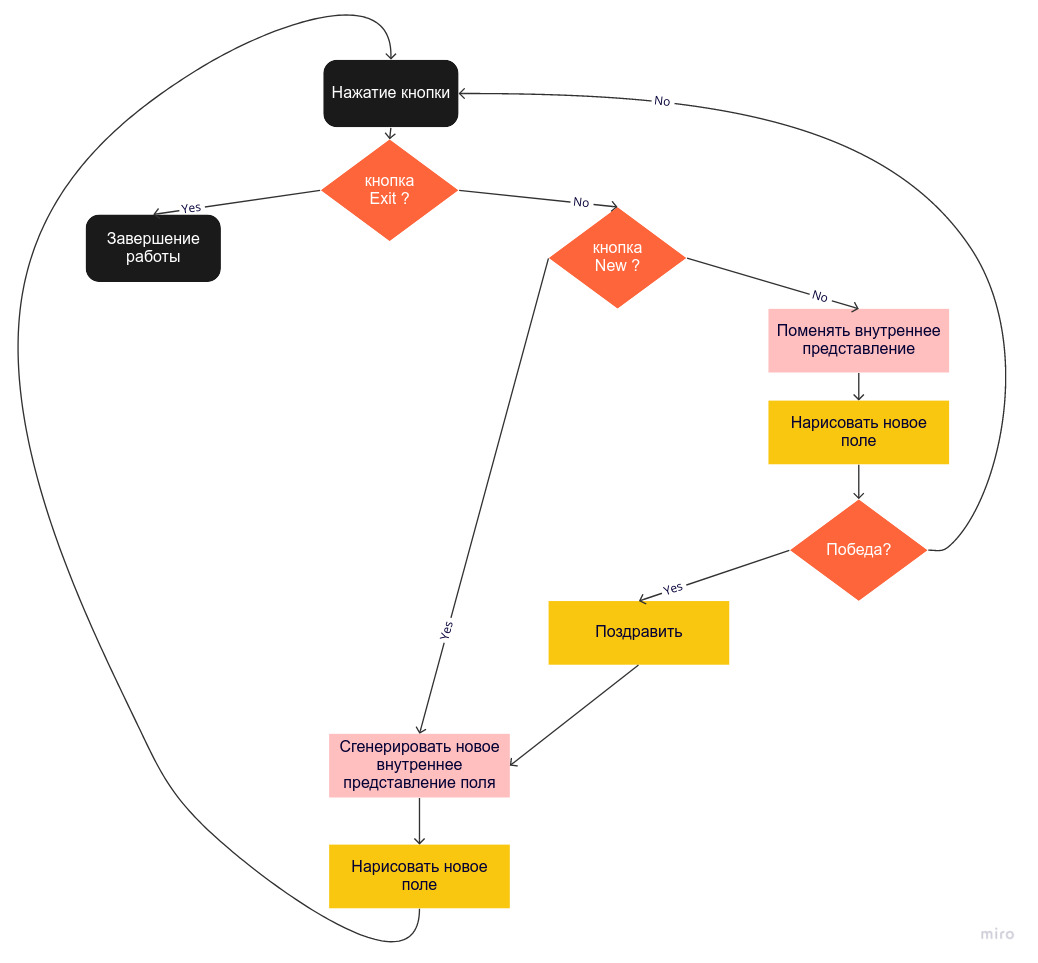 Нажатие кнопки
No
кнопка
Exit ?
Yes
No
Завершение
работы
кнопка
New ?
No
Поменять внутреннее
представление
Нарисовать новое
поле
Победа?
Yes
Поздравить
Yes
Сгенерировать новое
внутреннее
представление поля
Нарисовать новое
поле
miro